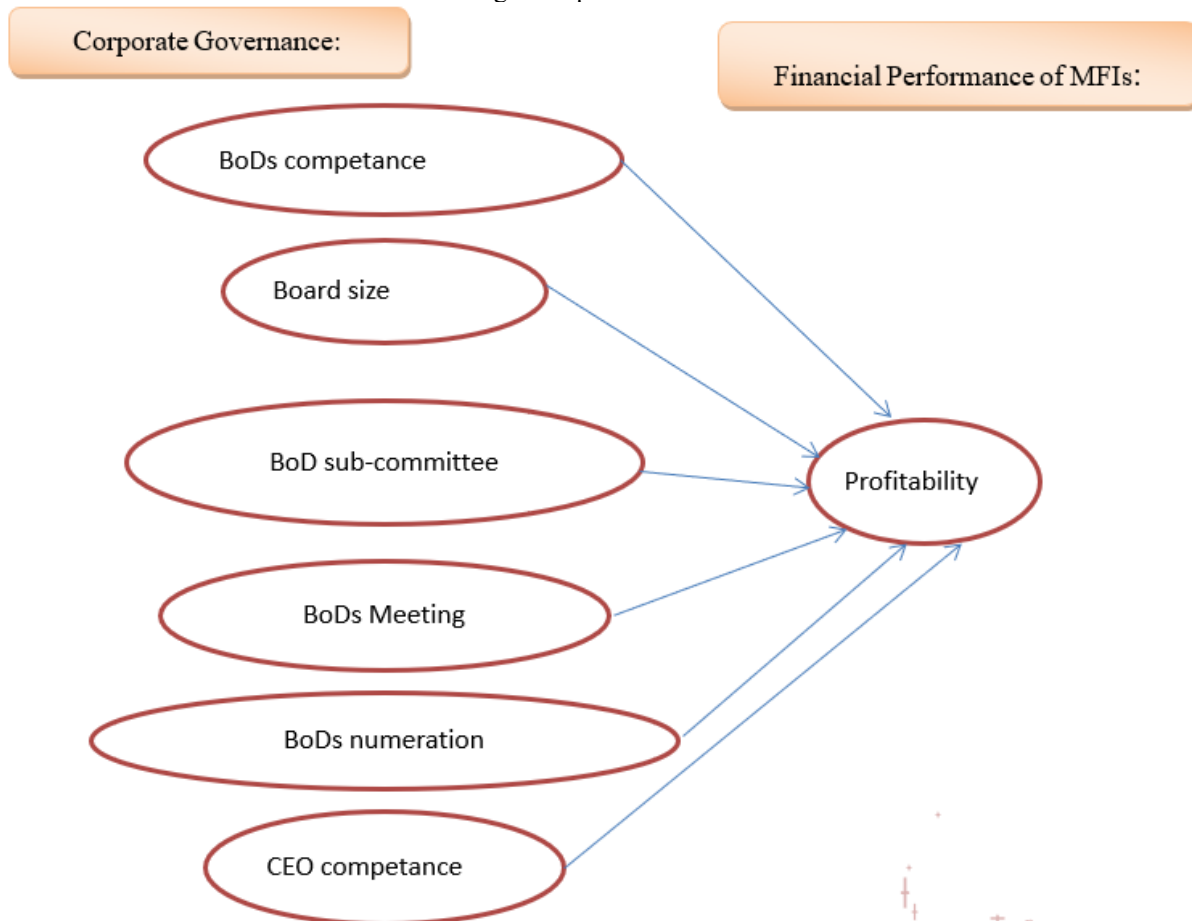 Corporate Governance:
Financial Performance of MFIs:
BoDs competance
Board size
BoD sub-committee
Profitability
BoDs Meeting
BoDs numeration
CEO competance